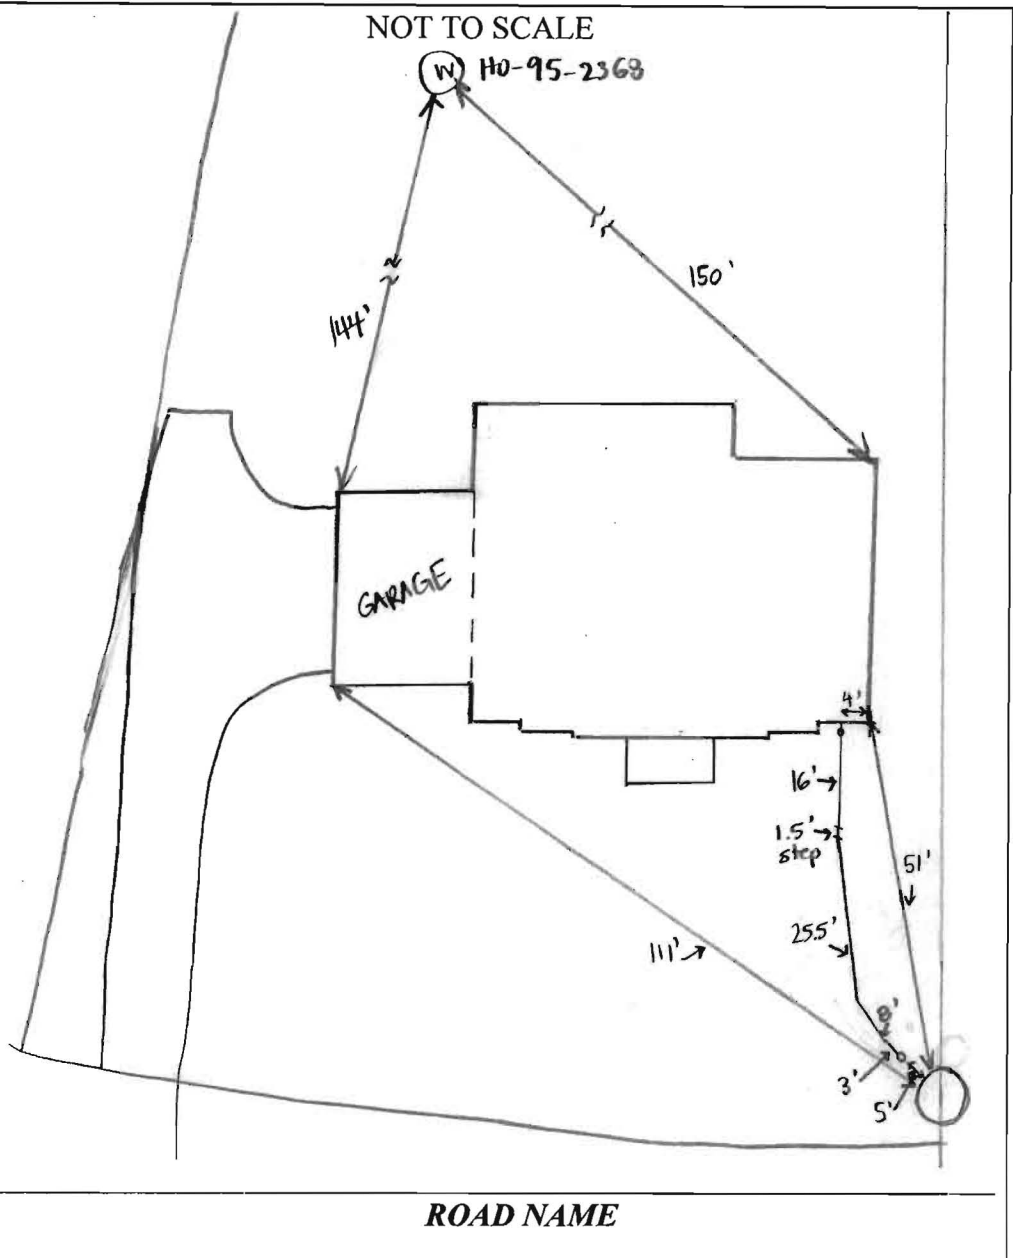 NOT TO SCALE
W HO-95-2368
150'
144'
GARAGE
4'
16'
1.5'
step
51'
25.5'
111'
8'
3'
5'
ROAD NAME